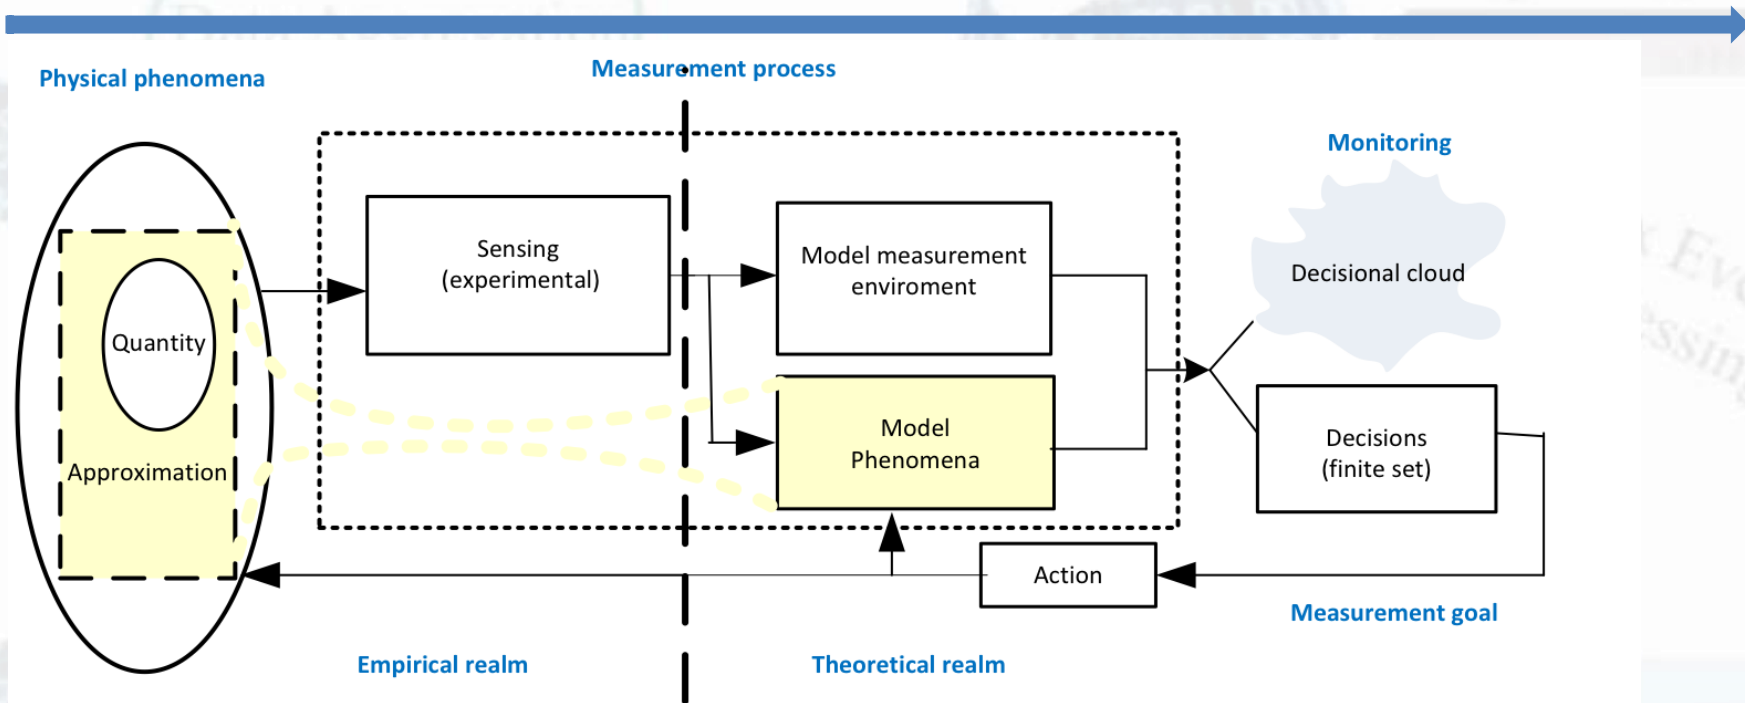 Physical phenomena
Measurement process
Monitoring
Sensing
(experimental)
Model measurement
enviroment
Decisional cloud
Quantity
Approximation
Model
Phenomena
Decisions
(finite set)
Action
Measurement goal
Empirical realm
Theoretical realm